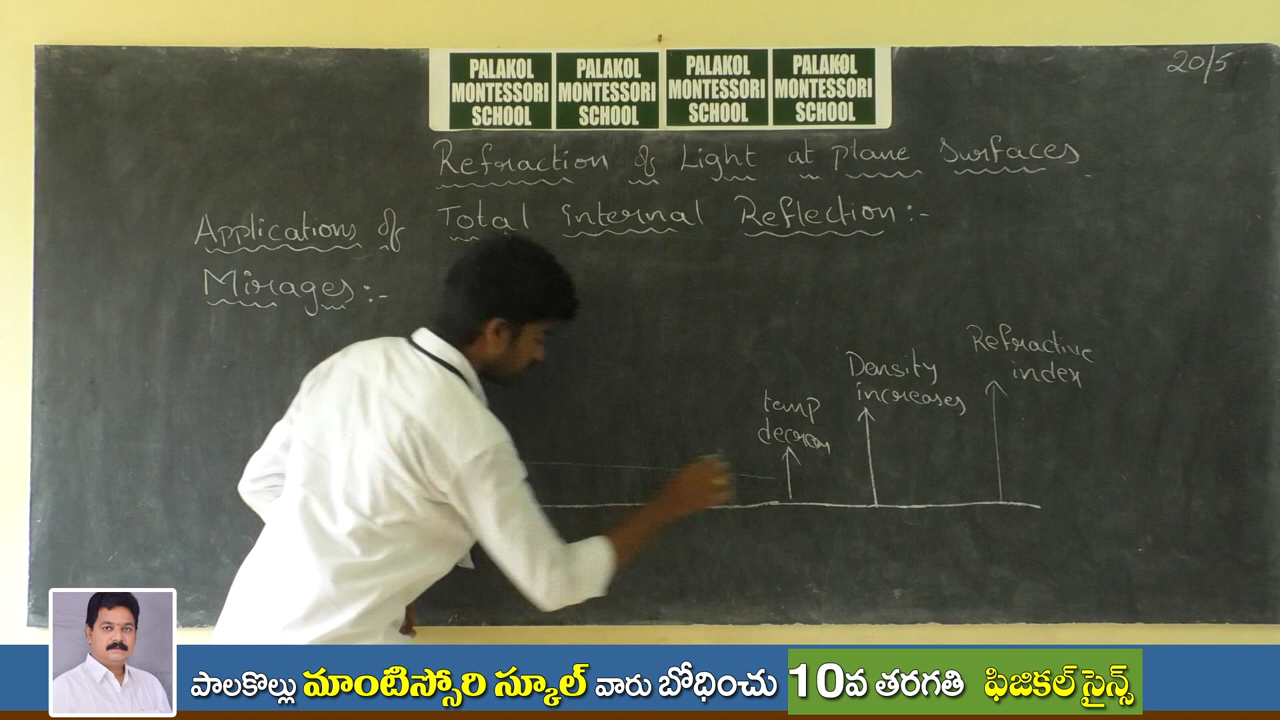 PALAKOL MONTESSORI SCHOOL
PALAKOL MONTESSORI SCHOOL
PALAKOL MONTESSORI SCHOOL
PALAKOL MONTESSORI SCHOOL
20/5
Refraction of Light at plane surfaces
Applications of Total internal Reflection:-
Mirages:-
temp
Density
increases
Refractive
index
పాలకొల్లు మాంటిస్సోరి స్కూల్ వారు బోధించు 10వ తరగతి ఫిజికల్ సైన్స్